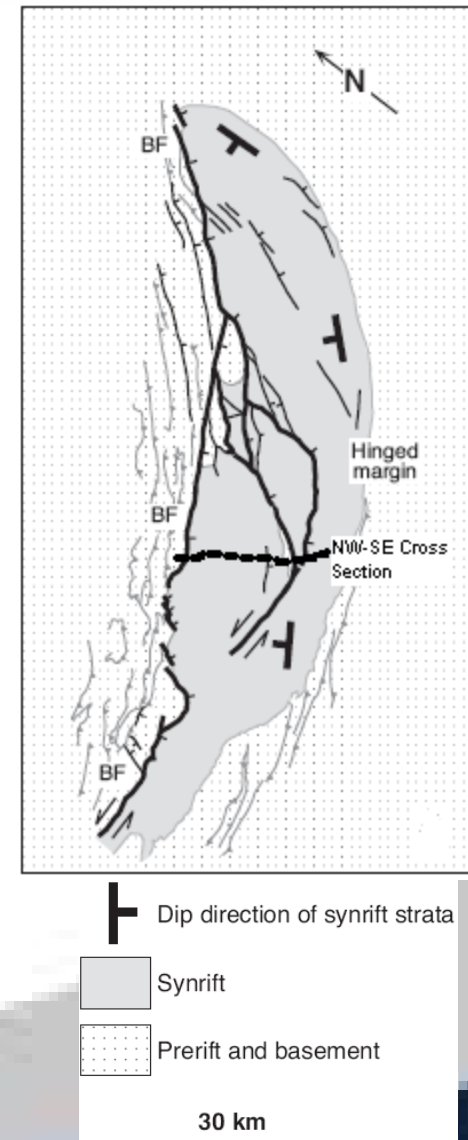 N
BF
Hinged
margin
BF
NW-SE Cross
Section
BF
Dip direction of synrift strata
Synrift
Prerift and basement
30 km